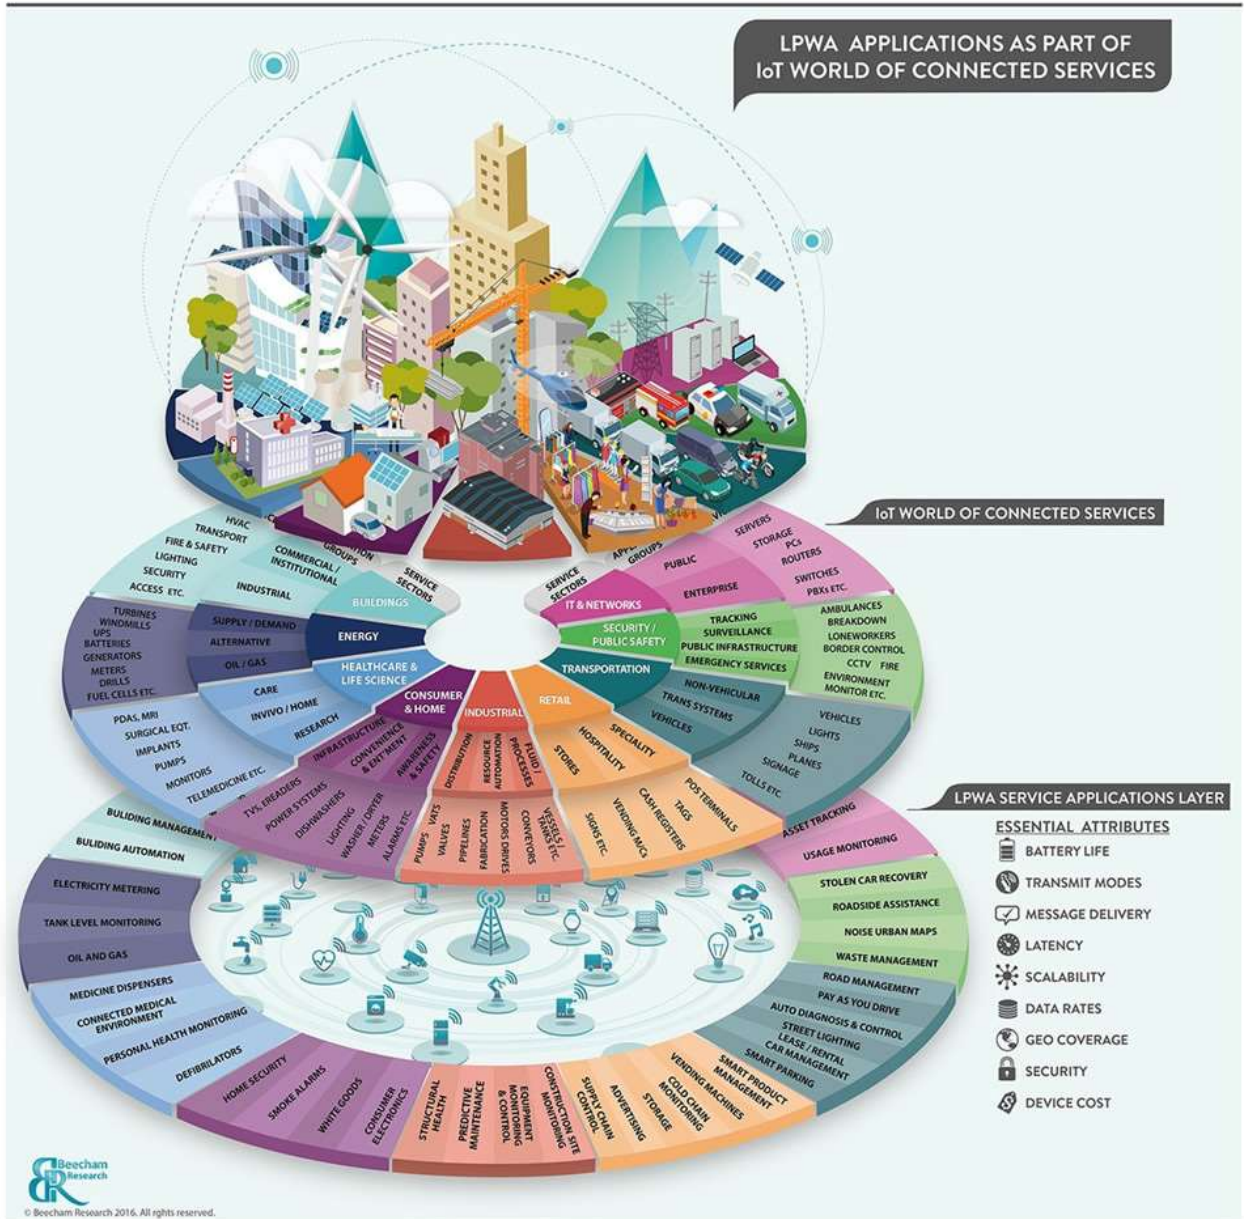 LPWA APPLICATIONS AS PART OF
IoT WORLD OF CONNECTED SERVICES
IoT WORLD OF CONNECTED SERVICES
SERVICE
SECTORS
GROUPS
SERVICE
SECTORS
GROUPS
HVAC
TRANSPORT
FIRE & SAFETY
LIGHTING
SECURITY
ACCESS ETC.
COMMERCIAL /
INSTITUTIONAL
INDUSTRIAL
BUILDINGS
TURBINES
WINDMILLS
UPS
BATTERIES
GENERATORS
METERS
DRILLS
FUEL CELLS ETC.
SUPPLY / DEMAND
ALTERNATIVE
OIL / GAS
ENERGY
PDAS, MRI
SURGICAL EQT.
IMPLANTS
PUMPS
MONITORS
TELEMEDICINE ETC.
CARE
INVIVO / HOME
RESEARCH
HEALTHCARE &
LIFE SCIENCE
TVS, EREADERS
POWER SYSTEMS
DISHWASHERS
LIGHTING
WASHER / DRYER
METERS
ALARMS ETC.
INFRASTRUCTURE
CONVENIENCE
& ENT'MENT
AWARENESS
& SAFETY
CONSUMER
& HOME
PUMPS
VATS
VALVES
PIPELINES
FABRICATION
MOTORS DRIVES
CONVEYORS
VESSELS /
TANKS ETC.
DISTRIBUTION
RESOURCE
AUTOMATION
FLUID /
PROCESSES
INDUSTRIAL
SIGNS ETC.
VENDING M/Cs
CASH REGISTERS
TAGS
POS TERMINALS
STORES
HOSPITALITY
SPECIALITY
RETAIL
VEHICLES
LIGHTS
SHIPS
PLANES
SIGNAGE
TOLLS ETC.
NON-VEHICULAR
TRANS SYSTEMS
VEHICLES
TRANSPORTATION
AMBULANCES
BREAKDOWN
LONEWORKERS
BORDER CONTROL
CCTV FIRE
ENVIRONMENT
MONITOR ETC.
TRACKING
SURVEILLANCE
PUBLIC INFRASTRUCTURE
EMERGENCY SERVICES
SECURITY /
PUBLIC SAFETY
SERVERS
STORAGE
PCs
ROUTERS
SWITCHES
PBXs ETC.
PUBLIC
ENTERPRISE
IT & NETWORKS
LPWA SERVICE APPLICATIONS LAYER
ESSENTIAL ATTRIBUTES
BATTERY LIFE
TRANSMIT MODES
MESSAGE DELIVERY
LATENCY
SCALABILITY
DATA RATES
GEO COVERAGE
SECURITY
DEVICE COST
BULIDING MANAGEMENT
BULIDING AUTOMATION
ELECTRICITY METERING
TANK LEVEL MONITORING
OIL AND GAS
MEDICINE DISPENSERS
CONNECTED MEDICAL
ENVIRONMENT
PERSONAL HEALTH MONITORING
DEFIBRILATORS
HOME SECURITY
SMOKE ALARMS
WHITE GOODS
CONSUMER
ELECTRONICS
STRUCTURAL
HEALTH
PREDICTIVE
MAINTENANCE
EQUIPMENT
MONITORING
& CONTROL
CONSTRUCTION SITE
MONITORING
SUPPLY CHAIN
CONTROL
ADVERTISING
STORAGE
COLD CHAIN
MONITORING
VENDING MACHINES
SMART PRODUCT
MANAGEMENT
SMART PARKING
LEASE / RENTAL
CAR MANAGEMENT
STREET LIGHTING
AUTO DIAGNOSIS & CONTROL
PAY AS YOU DRIVE
ROAD MANAGEMENT
WASTE MANAGEMENT
NOISE URBAN MAPS
ROADSIDE ASSISTANCE
STOLEN CAR RECOVERY
USAGE MONITORING
ASSET TRACKING
Beecham
Research
© Beecham Research 2016. All rghts reserved.